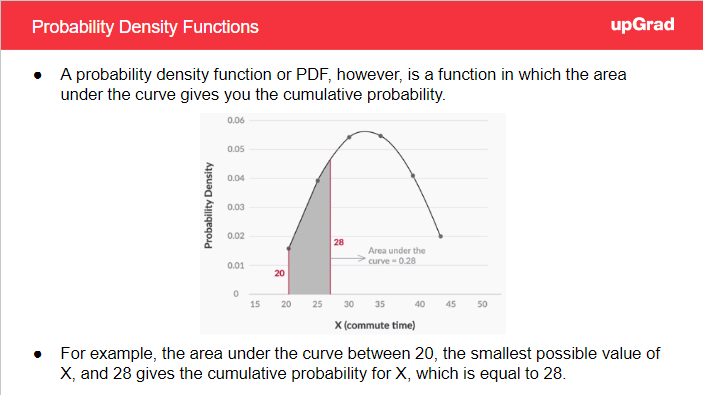 Probability Density Functions
upGrad
● A probability density function or PDF, however, is a function in which the area
under the curve gives you the cumulative probability.
0.06
0.05
0.04
0.03
0.02
0.01
0
Probability Density
20
28
Area under the
curve = 0.28
15 20 25 30 35 40 45 50
X (commute time)
● For example, the area under the curve between 20, the smallest possible value of
X, and 28 gives the cumulative probability for X, which is equal to 28.